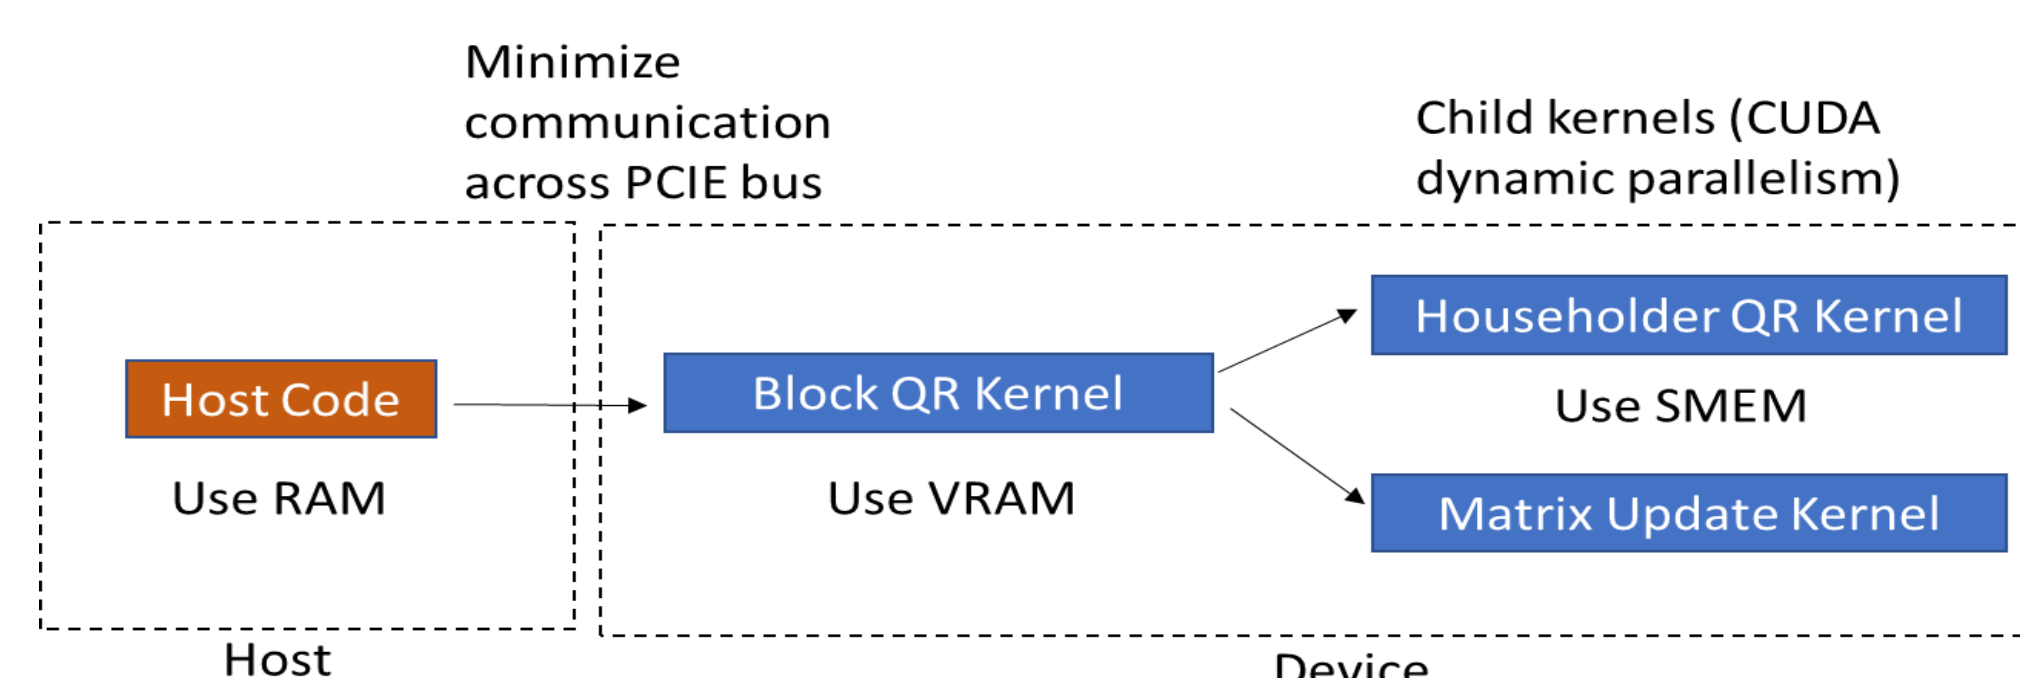 Minimize
communication
across PCIE bus
Child kernels (CUDA
dynamic parallelism)
Host Code
Use RAM
Host
Block QR Kernel
Use VRAM
Householder QR Kernel
Use SMEM
Matrix Update Kernel
Device